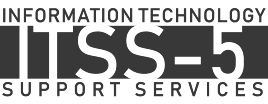 INFORMATION TECHNOLOGY
ITSS-5
SUPPORT SERVICES